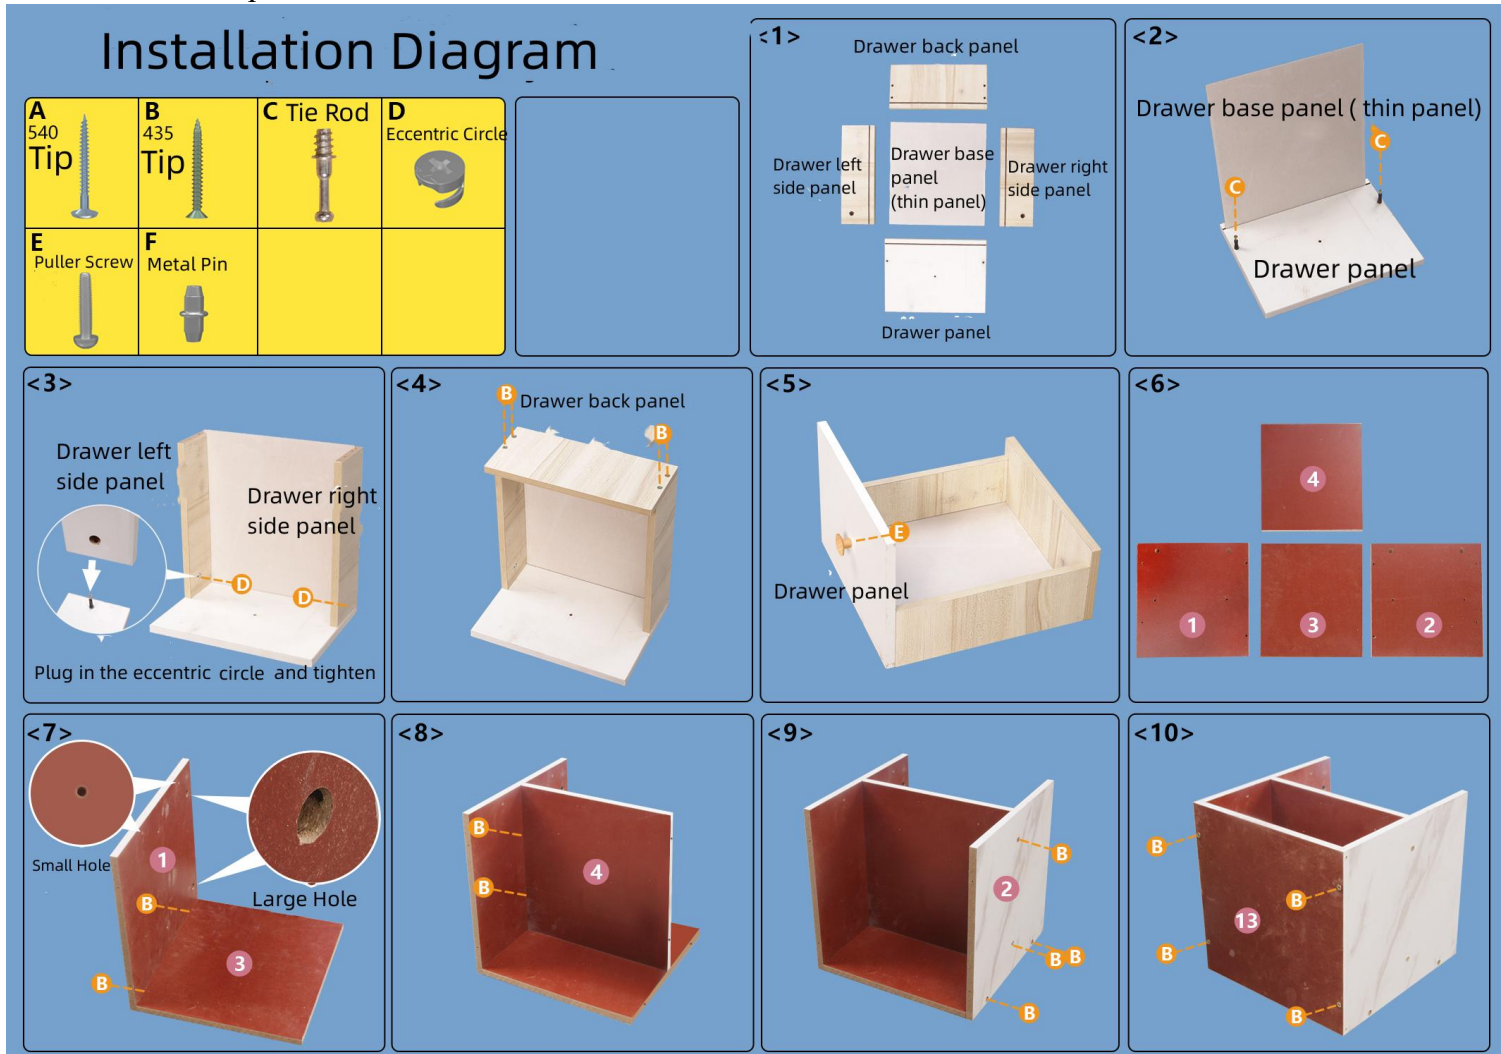 Installation Diagram
A
540
Tip
B
435
Tip
C Tie Rod
D
Eccentric Circle
E
Puller Screw
F
Metal Pin
<1>
Drawer back panel
Drawer left
side panel
Drawer base
panel
(thin panel)
Drawer right
side panel
Drawer panel
<2>
Drawer base panel ( thin panel)
C
C
Drawer panel
<3>
Drawer left
side panel
Drawer right
side panel
D
D
Plug in the eccentric circle and tighten
<4>
B
Drawer back panel
B
<5>
E
Drawer panel
<6>
4
1
3
2
<7>
Small Hole
1
Large Hole
B
3
B
<8>
B
4
B
<9>
B
2
B B
B
<10>
B
B
13
B
B